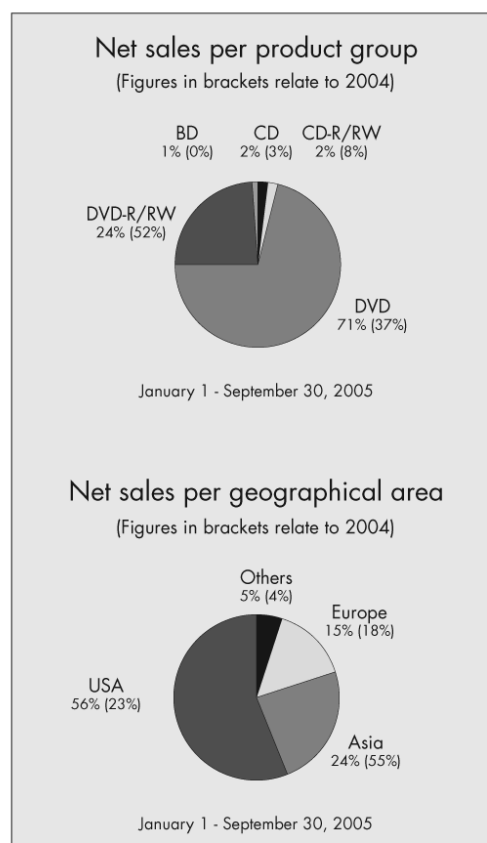 Net sales per product group
(Figures in brackets relate to 2004)
BD
1% (0%)
CD
2% (3%)
CD-R/RW
2% (8%)
DVD-R/RW
24% (52%)
DVD
71% (37%)
January 1 - September 30, 2005
Net sales per geographical area
(Figures in brackets relate to 2004)
Others
5% (4%)
Europe
15% (18%)
USA
56% (23%)
Asia
24% (55%)
January 1 - September 30, 2005